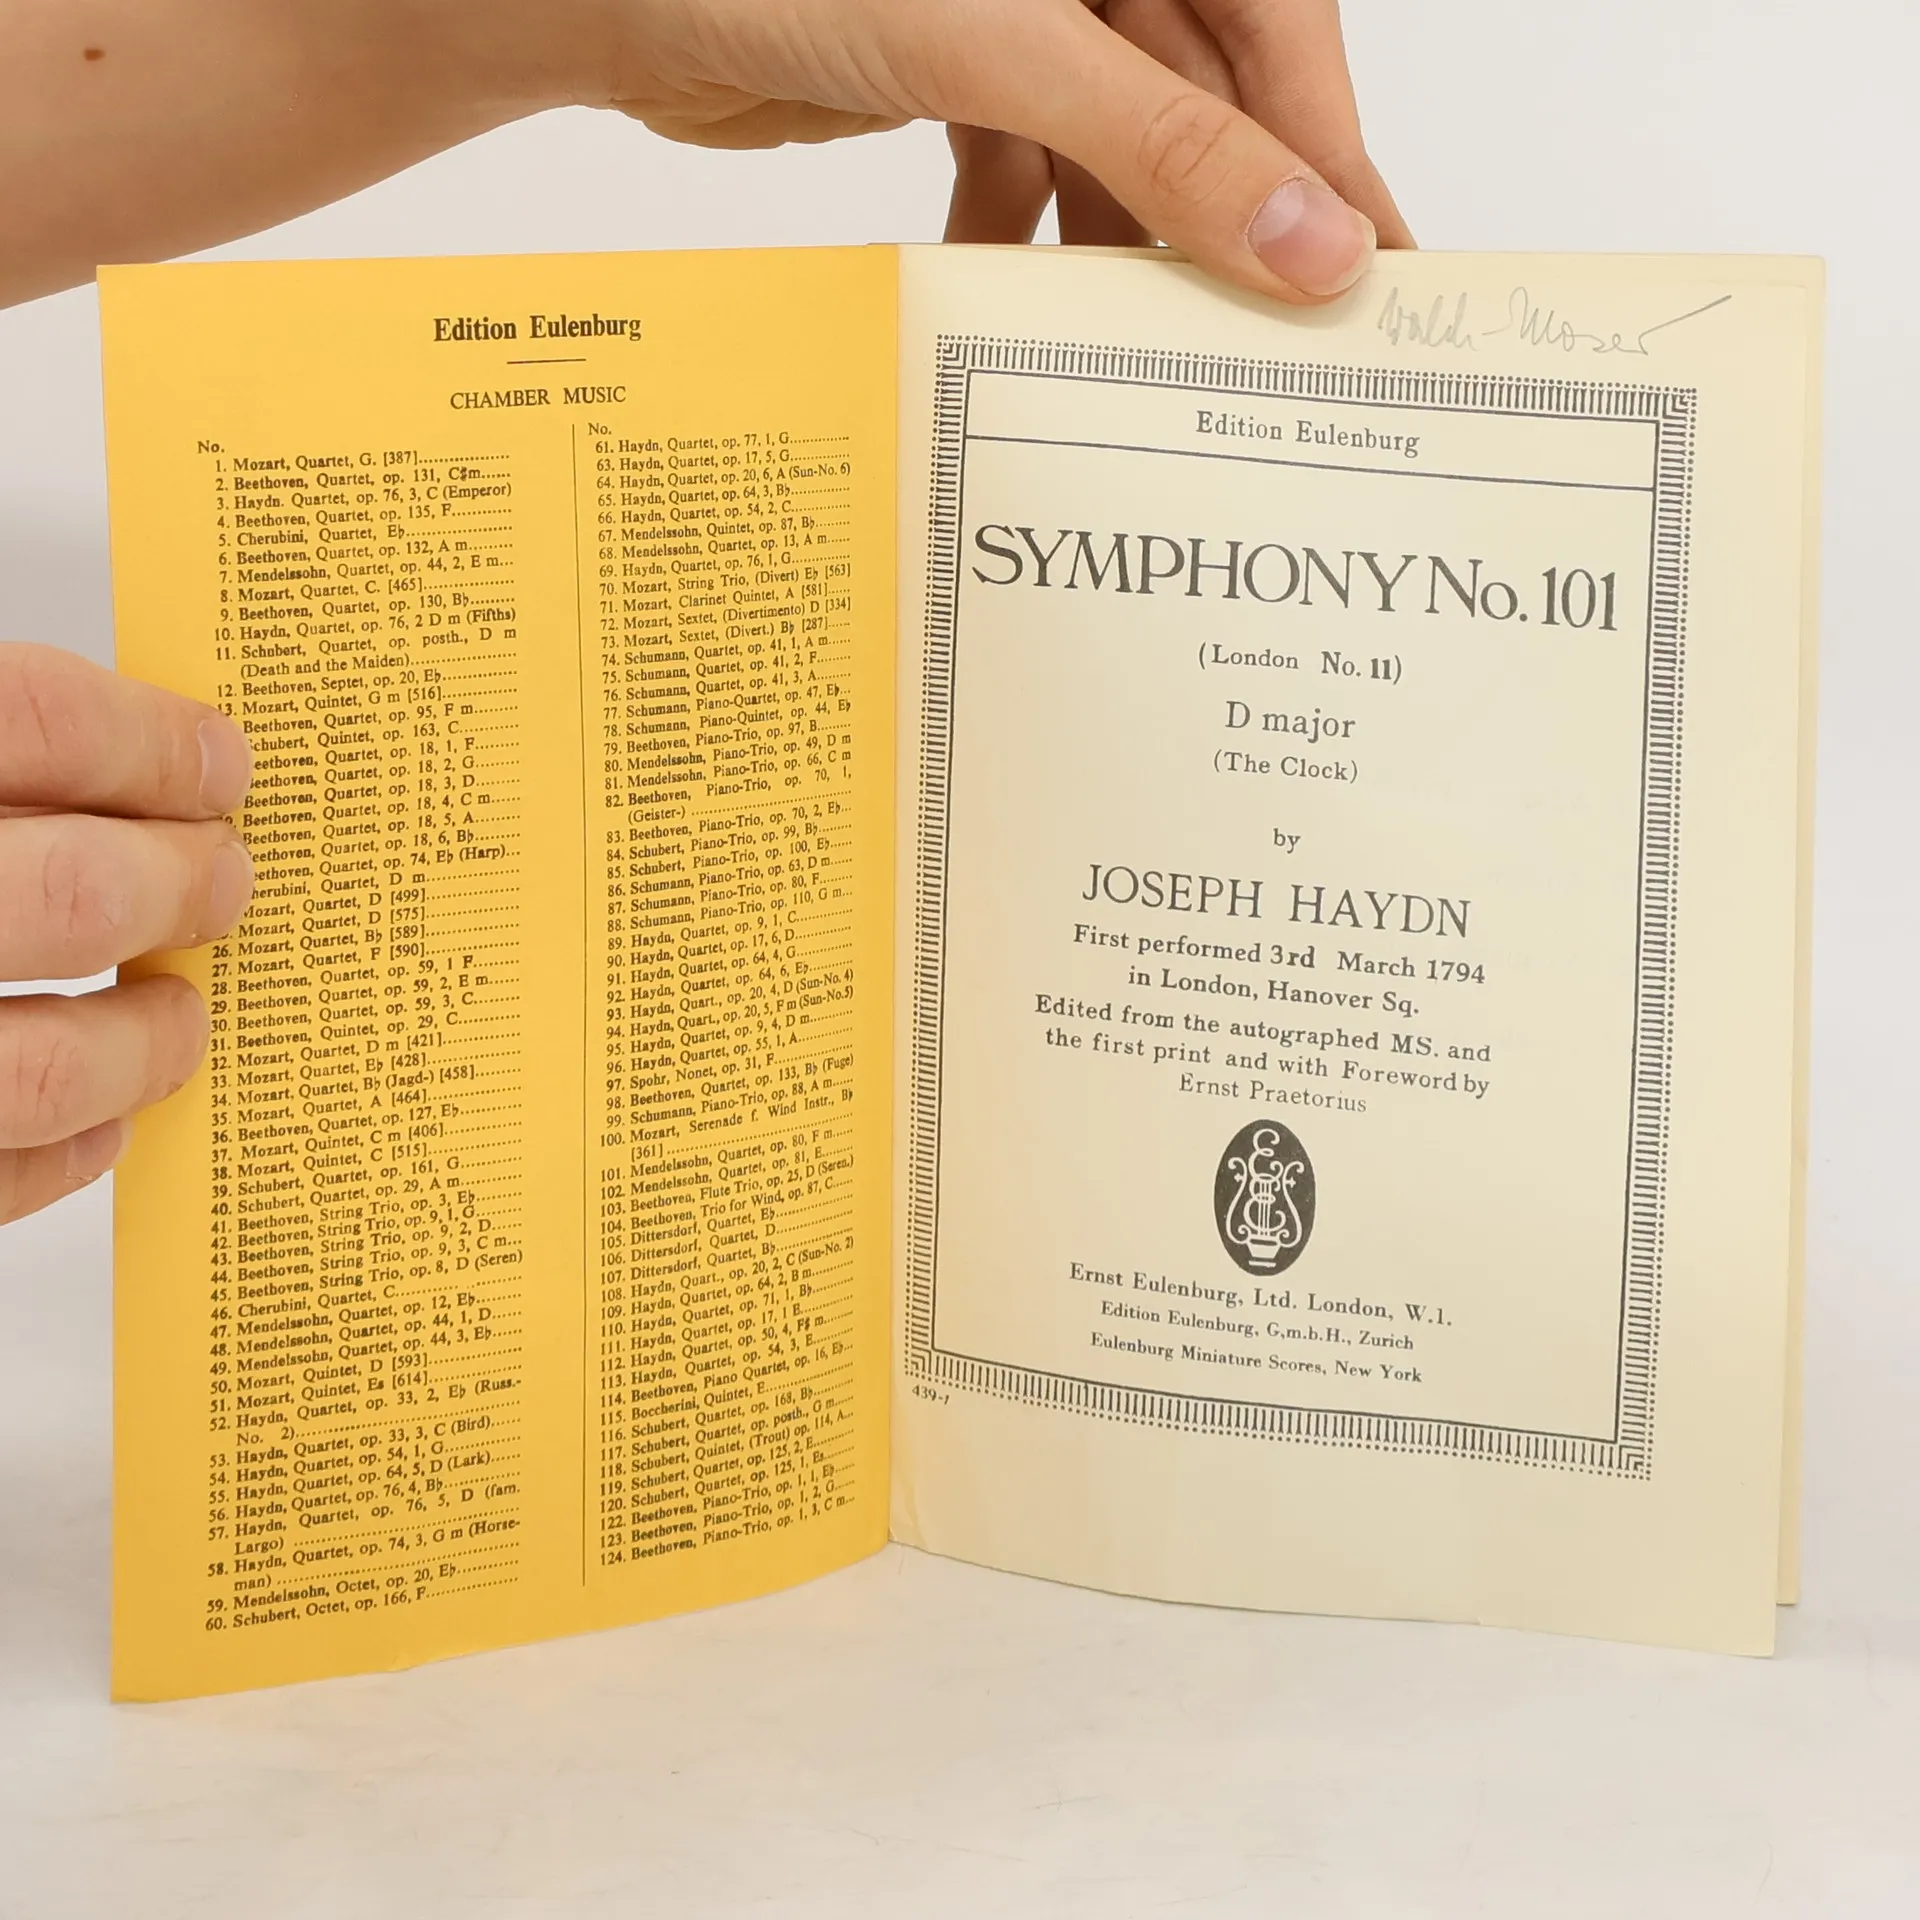 Edition Eulenburg
CHAMBER MUSIC
No.
1. Mozart, Quartet, G. [387]
2. Beethoven, Quartet, op. 131, C♯m
3. Haydn. Quartet, op. 76, 3, C (Emperor)
4. Beethoven, Quartet, op. 135, F
5. Cherubini, Quartet, E♭
6. Beethoven, Quartet, op. 132, A m
7. Mendelssohn, Quartet, op. 44, 2, E m
8. Mozart, Quartet, C. [465]
9. Beethoven, Quartet, op. 130, B♭
10. Haydn, Quartet, op. 76, 2 D m (Fifths)
11. Schubert, Quartet, op. posth., D m
(Death and the Maiden)
12. Beethoven, Septet, op. 20, E♭
13. Mozart, Quintet, G m [516]
Beethoven, Quartet, op. 95, F m
Schubert, Quintet, op. 163, C
Beethoven, Quartet, op. 18, 1, F
Beethoven, Quartet, op. 18, 2, G
Beethoven, Quartet, op. 18, 3, D
Beethoven, Quartet, op. 18, 4, C m
Beethoven, Quartet, op. 18, 5, A
Beethoven, Quartet, op. 18, 6, B♭
Beethoven, Quartet, op. 74, E♭ (Harp)
Cherubini, Quartet, D m
Mozart, Quartet, D [499]
Mozart, Quartet, D [575]
26. Mozart, Quartet, B♭ [589]
27. Mozart, Quartet, F [590]
28. Beethoven, Quartet, op. 59, 1 F
29. Beethoven, Quartet, op. 59, 2, E m
30. Beethoven, Quartet, op. 59, 3, C
31. Beethoven, Quintet, op. 29, C
32. Mozart, Quartet, D m [421]
33. Mozart, Quartet, E♭ [428]
34. Mozart, Quartet, B♭ (Jagd-) [458]
35. Mozart, Quartet, A [464]
36. Beethoven, Quartet, op. 127, E♭
37. Mozart, Quintet, C m [406]
38. Mozart, Quintet, C [515]
39. Schubert, Quartet, op. 161, G
40. Schubert, Quartet, op. 29, A m
41. Beethoven, String Trio, op. 3, E♭
42. Beethoven, String Trio, op. 9, 1, G
43. Beethoven, String Trio, op. 9, 2, D
44. Beethoven, String Trio, op. 9, 3, C m
45. Beethoven, String Trio, op. 8, D (Seren)
46. Cherubini, Quartet, C
47. Mendelssohn, Quartet, op. 12, E♭
48. Mendelssohn, Quartet, op. 44, 1, D
49. Mendelssohn, Quartet, op. 44, 3, E♭
50. Mozart, Quintet, D [593]
51. Mozart, Quintet, Es [614]
52. Haydn, Quartet, op. 33, 2, E♭ (Russ.-
No. 2)
53. Haydn, Quartet, op. 33, 3, C (Bird)
54. Haydn, Quartet, op. 54, 1, G
55. Haydn, Quartet, op. 64, 5, D (Lark)
56. Haydn, Quartet, op. 76, 4, B♭
57. Haydn, Quartet, op. 76, 5, D (fam.
Largo)
58. Haydn, Quartet, op. 74, 3, G m (Horse-
man)
59. Mendelssohn, Octet, op. 20, E♭
60. Schubert, Octet, op. 166, F
No.
61. Haydn, Quartet, op. 77, 1, G
63. Haydn, Quartet, op. 17, 5, G
64. Haydn, Quartet, op. 20, 6, A (Sun-No. 6)
65. Haydn, Quartet, op. 64, 3, B♭
66. Haydn, Quartet, op. 54, 2, C
67. Mendelssohn, Quintet, op. 87, B♭
68. Mendelssohn, Quartet, op. 13, A m
69. Haydn, Quartet, op. 76, 1, G
70. Mozart, String Trio, (Divert) E♭ [563]
71. Mozart, Clarinet Quintet, A [581]
72. Mozart, Sextet, (Divertimento) D [334]
73. Mozart, Sextet, (Divert.) B♭ [287]
74. Schumann, Quartet, op. 41, 1, A m
75. Schumann, Quartet, op. 41, 2, F
76. Schumann, Quartet, op. 41, 3, A
77. Schumann, Piano-Quartet, op. 47, E♭
78. Schumann, Piano-Quintet, op. 44, E♭
79. Beethoven, Piano-Trio, op. 97, B
80. Mendelssohn, Piano-Trio, op. 49, D m
81. Mendelssohn, Piano-Trio, op. 66, C m
82. Beethoven, Piano-Trio, op. 70, 1,
(Geister-)
83. Beethoven, Piano-Trio, op. 70, 2, E♭
84. Schubert, Piano-Trio, op. 99, B♭
85. Schubert, Piano-Trio, op. 100, E♭
86. Schumann, Piano-Trio, op. 63, D m
87. Schumann, Piano-Trio, op. 80, F
88. Schumann, Piano-Trio, op. 110, G m
89. Haydn, Quartet, op. 9, 1, C
90. Haydn, Quartet, op. 17, 6, D
91. Haydn, Quartet, op. 64, 4, G
92. Haydn, Quartet, op. 64, 6, E♭
93. Haydn, Quart., op. 20, 4, D (Sun-No. 4)
94. Haydn, Quart., op. 20, 5, F m (Sun-No.5)
95. Haydn, Quartet, op. 9, 4, D m
96. Haydn, Quartet, op. 55, 1, A
97. Spohr, Nonet, op. 31, F
98. Beethoven, Quartet, op. 133, B♭ (Fuge)
99. Schumann, Piano-Trio, op. 88, A m
100. Mozart, Serenade f. Wind Instr., B♭
[361]
101. Mendelssohn, Quartet, op. 80, F m
102. Mendelssohn, Quartet, op. 81, E
103. Beethoven, Flute Trio, op. 25, D (Seren.)
104. Beethoven, Trio for Wind, op. 87, C
105. Dittersdorf, Quartet, E♭
106. Dittersdorf, Quartet, D
107. Dittersdorf, Quartet, B♭
108. Haydn, Quart., op. 20, 2, C (Sun-No. 2)
109. Haydn, Quartet, op. 64, 2, B m
110. Haydn, Quartet, op. 71, 1, B♭
111. Haydn, Quartet, op. 17, 1 E
112. Haydn, Quartet, op. 50, 4, F♯ m
113. Haydn, Quartet, op. 54, 3, E
114. Beethoven, Piano Quartet, op. 16, E♭
115. Boccherini, Quintet, E
116. Schubert, Quartet, op. 168, B♭
117. Schubert, Quartet, op. posth., G m
118. Schubert, Quintet, (Trout) op. 114, A
119. Schubert, Quartet, op. 125, 2, E
120. Schubert, Quartet, op. 125, 1, Es
122. Beethoven, Piano-Trio, op. 1, 1, E♭
123. Beethoven, Piano-Trio, op. 1, 2, G
124. Beethoven, Piano-Trio, op. 1, 3, C m
Moser
Edition Eulenburg
SYMPHONY No. 101
(London No. 11)
D major
(The Clock)
by
JOSEPH HAYDN
First performed 3rd March 1794
in London, Hanover Sq.
Edited from the autographed MS. and
the first print and with Foreword by
Ernst Praetorius
Ernst Eulenburg, Ltd. London, W.1.
Edition Eulenburg, G,m.b.H., Zurich
Eulenburg Miniature Scores, New York
439-1